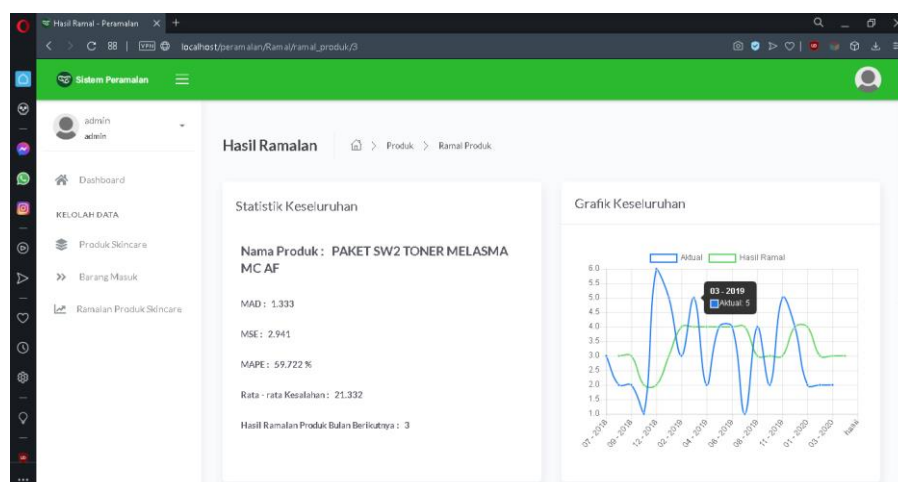 Hasil Ramal - Peramalan
VPN
localhost/peramalan/Ramal/ramal_produk/3
Sistem Peramalan
admin
admin
Hasil Ramalan
Produk > Ramal Produk
Dashboard
KELOLAH DATA
Produk Skincare
Barang Masuk
Ramalan Produk Skincare
Statistik Keseluruhan
Nama Produk : PAKET SW2 TONER MELASMA
MC AF
MAD : 1.333
MSE : 2.941
MAPE : 59.722 %
Rata - rata Kesalahan : 21.332
Hasil Ramalan Produk Bulan Berikutnya : 3
Grafik Keseluruhan
Aktual Hasil Ramal
6.0
5.5
5.0
4.5
4.0
3.5
3.0
2.5
2.0
1.5
1.0
03 - 2019
Aktual: 5
07 - 2018
09 - 2018
12 - 2018
02 - 2019
04 - 2019
06 - 2019
08 - 2019
11 - 2019
01 - 2020
03 - 2020